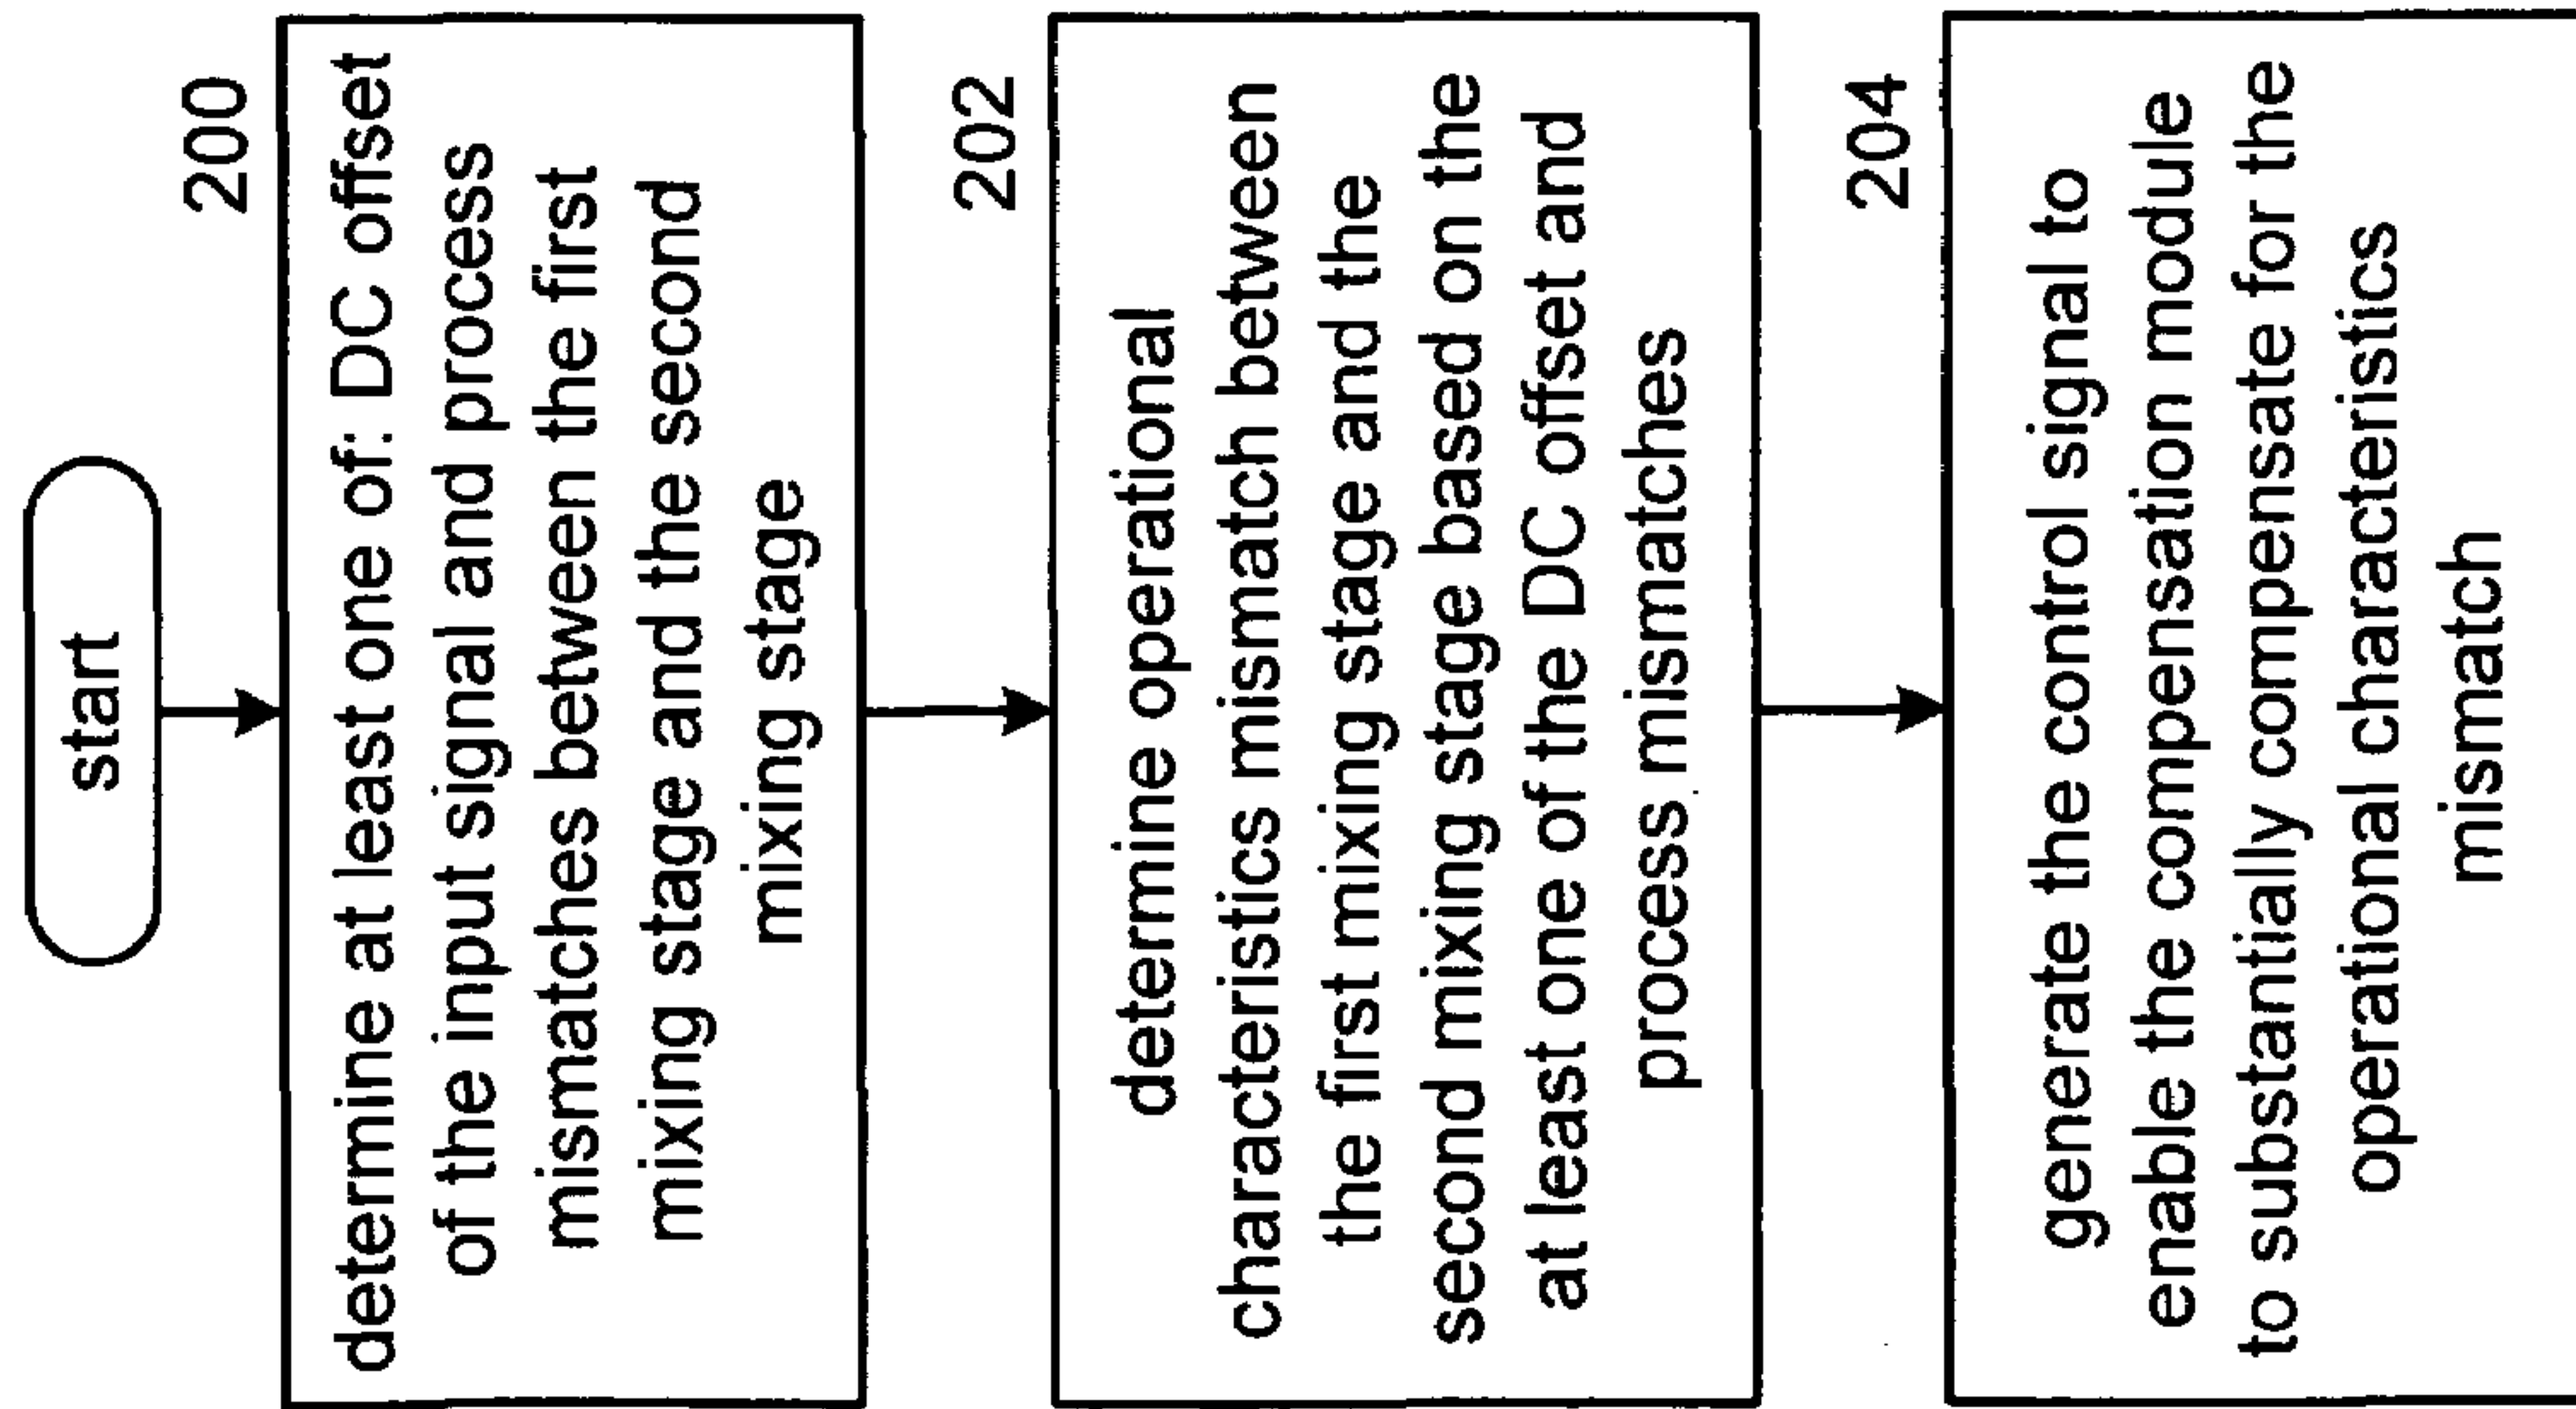 start
200
determine at least one of: DC offset
of the input signal and process
mismatches between the first
mixing stage and the second
mixing stage
202
determine operational
characteristics mismatch between
the first mixing stage and the
second mixing stage based on the
at least one of the DC offset and
process mismatches
204
generate the control signal to
enable the compensation module
to substantially compensate for the
operational characteristics
mismatch